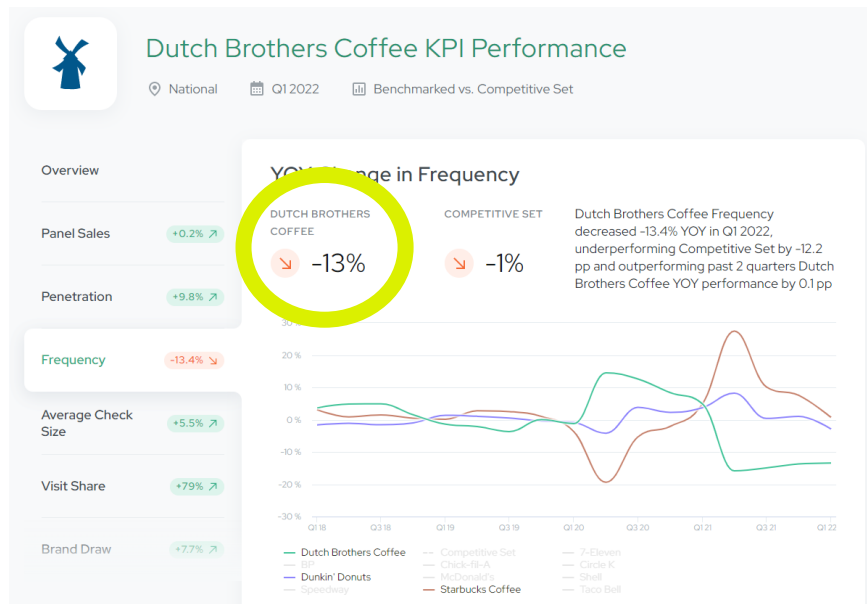 Dutch Brothers Coffee KPI Performance
National Q1 2022 Benchmarked vs. Competitive Set
Overview
Panel Sales +0.2%
Penetration +9.8%
Frequency -13.4%
Average Check
Size
+5.5%
Visit Share +79%
Brand Draw +7.7%
YOY Change in Frequency
DUTCH BROTHERS
COFFEE
-13%
COMPETITIVE SET
-1%
Dutch Brothers Coffee Frequency
decreased -13.4% YOY in Q1 2022,
underperforming Competitive Set by -12.2
pp and outperforming past 2 quarters Dutch
Brothers Coffee YOY performance by 0.1 pp
30 %
20 %
10 %
0 %
-10 %
-20 %
-30 %
Q1 18 Q3 18 Q1 19 Q3 19 Q1 20 Q3 20 Q1 21 Q3 21 Q1 22
Dutch Brothers Coffee Competitive Set 7-Eleven
BP Chick-fil-A Circle K
Dunkin' Donuts McDonald's Shell
Speedway Starbucks Coffee Taco Bell